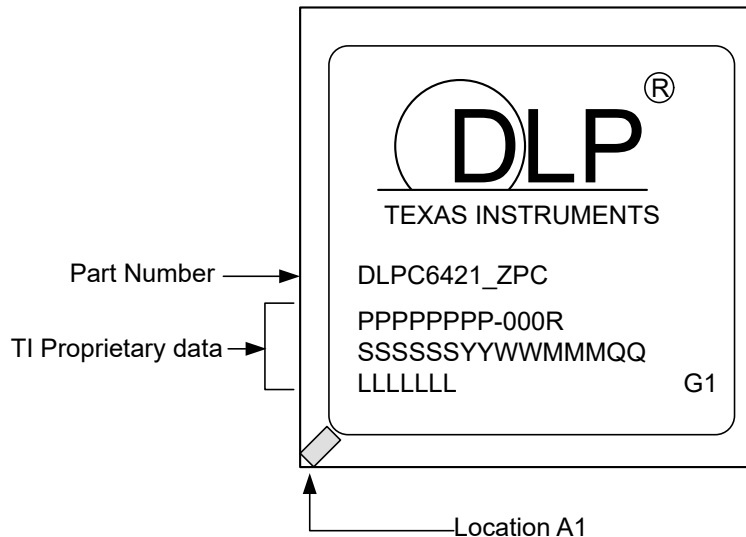 DLP®
TEXAS INSTRUMENTS
Part Number
DLPC6421_ZPC
TI Proprietary data
PPPPPPPP-000R
SSSSSSYYWWMMMQQ
LLLLLLL G1
Location A1